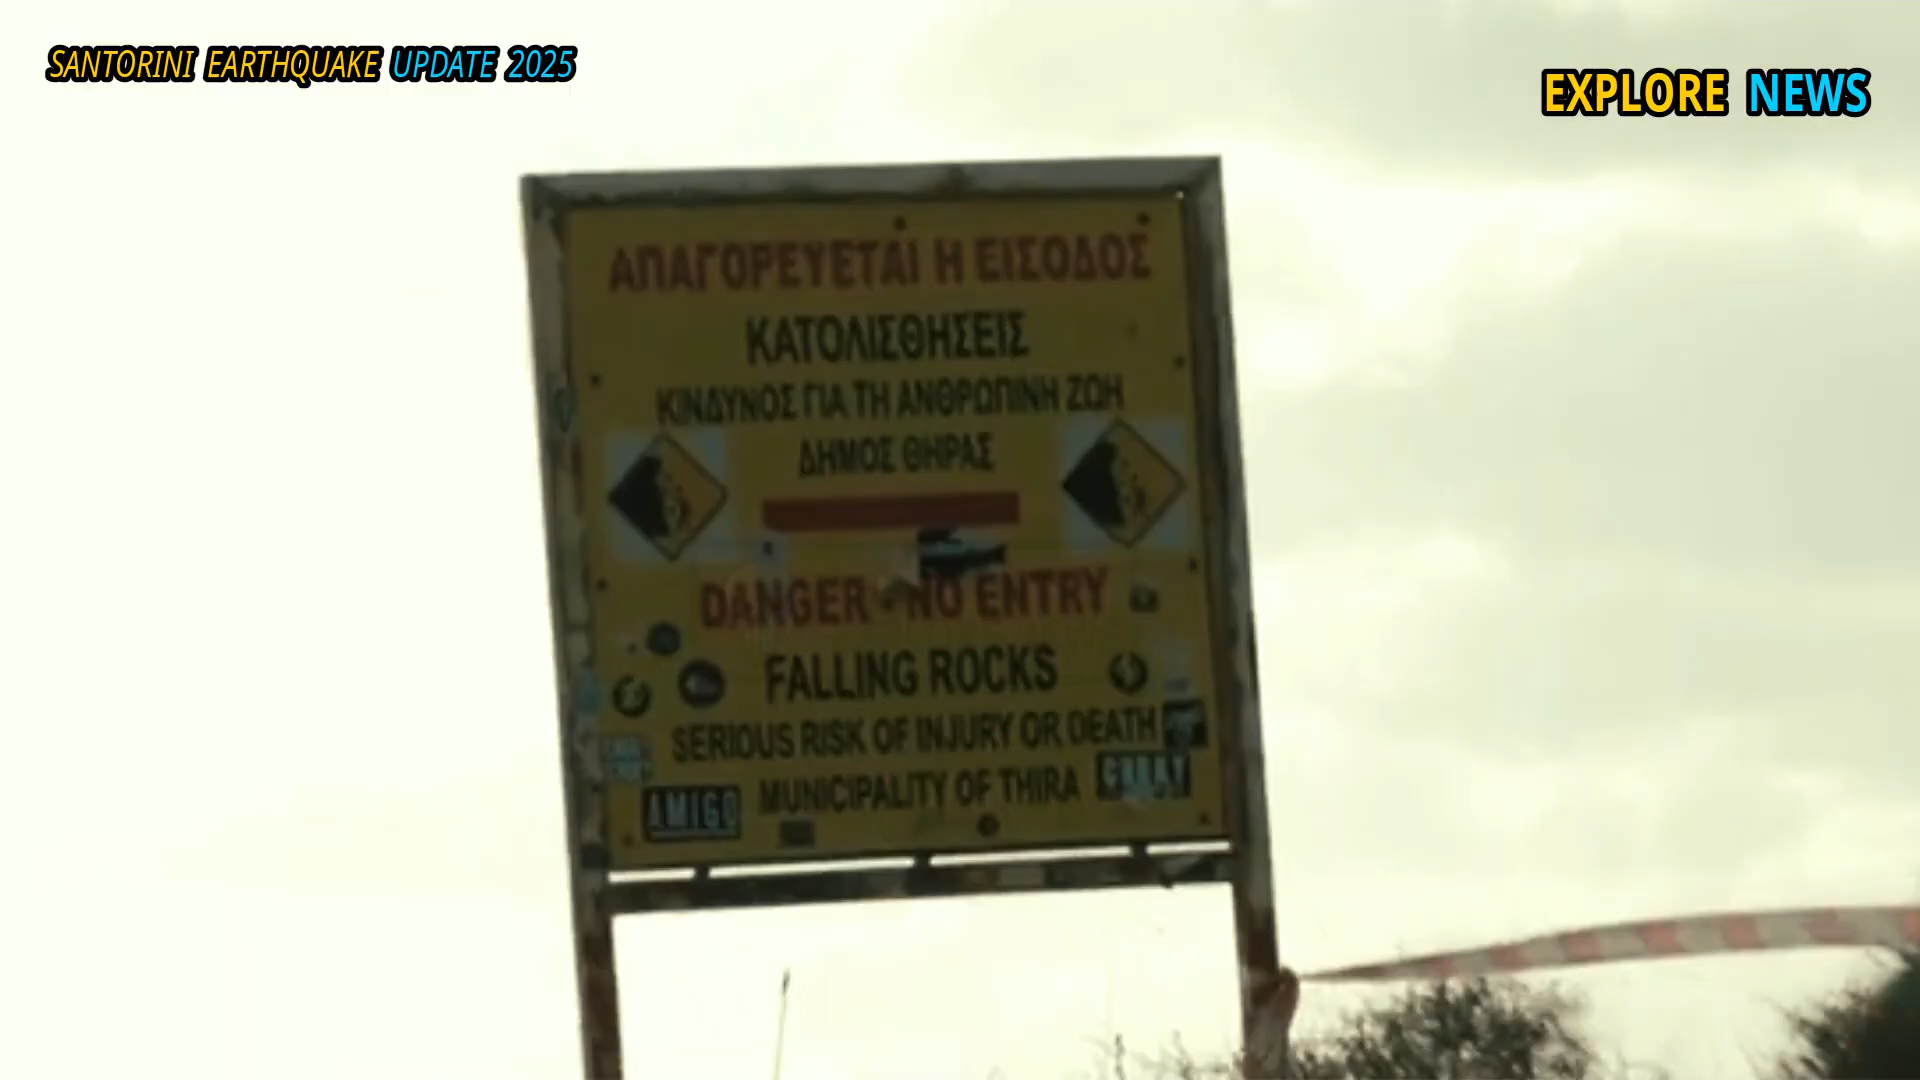 SANTORINI EARTHQUAKE UPDATE 2025
EXPLORE NEWS
ΑΠΑΓΟΡΕΥΕΤΑΙ Η ΕΙΣΟΔΟΣ
ΚΑΤΟΛΙΣΘΗΣΕΙΣ
ΚΙΝΔΥΝΟΣ ΓΙΑ ΤΗ ΑΝΘΡΩΠΙΝΗ ΖΩΗ
ΔΗΜΟΣ ΘΗΡΑΣ
DANGER - NO ENTRY
FALLING ROCKS
SERIOUS RISK OF INJURY OR DEATH
MUNICIPALITY OF THIRA
AMIGO